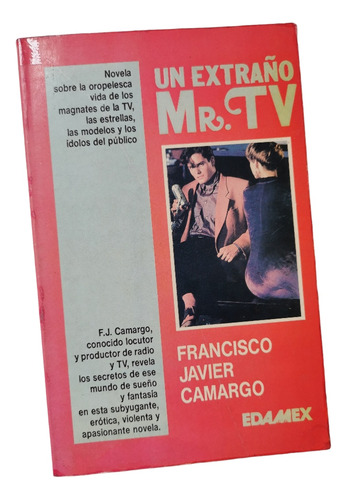 Novela
sobre la oropelesca
vida de los
magnates de la TV,
las estrellas,
las modelos y los
ídolos del público
UN EXTRAÑO
MR. TV
F.J. Camargo,
conocido locutor
y productor de radio
y TV, revela
los secretos de ese
mundo de sueño
y fantasía
en esta subyugante,
erótica, violenta y
apasionante novela.
FRANCISCO
JAVIER
CAMARGO
EDAMEX